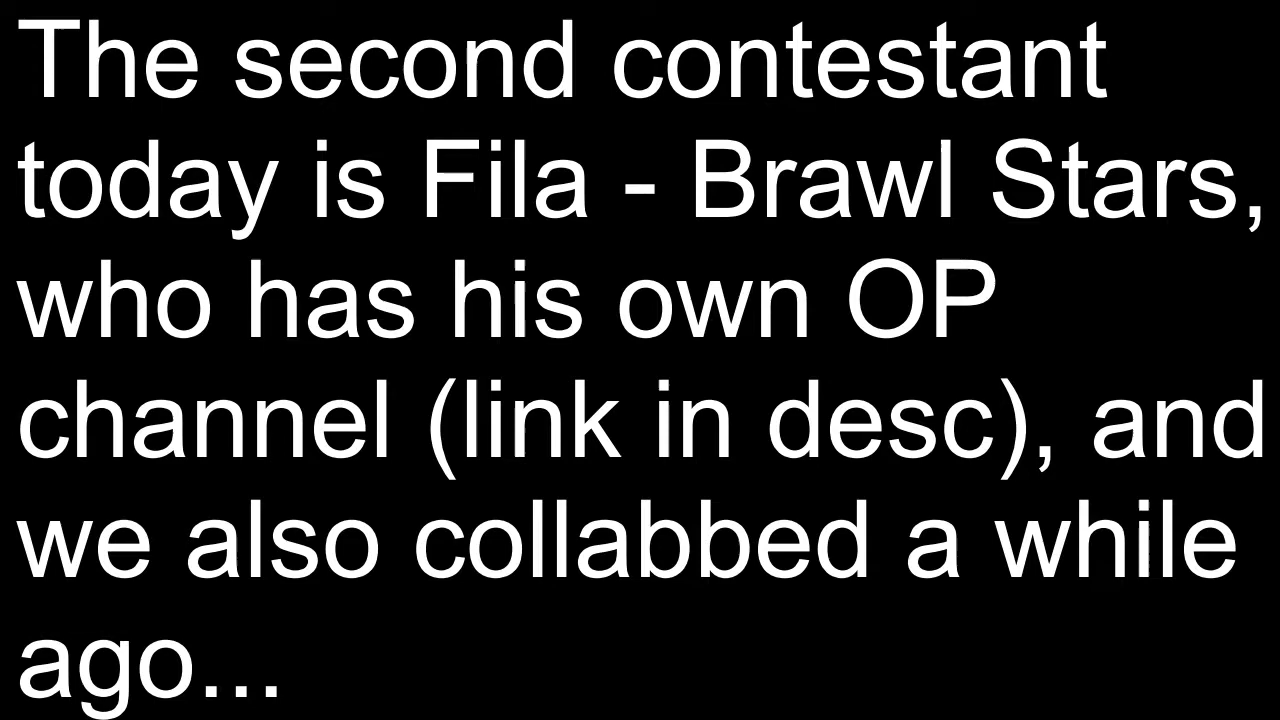 The second contestant
today is Fila - Brawl Stars,
who has his own OP
channel (link in desc), and
we also collabbed a while
ago...